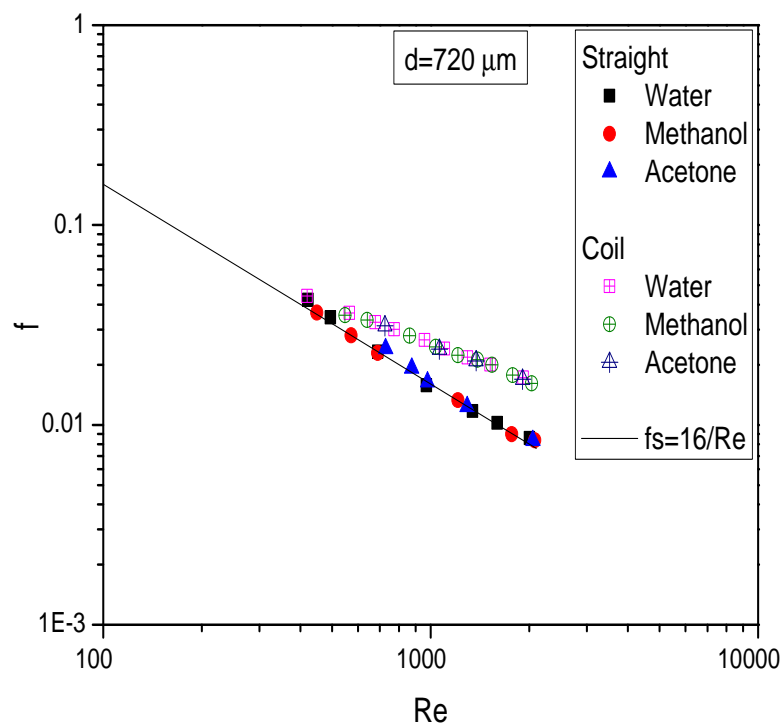 1
d=720 μm
Straight
Water
Methanol
Acetone
Coil
Water
Methanol
Acetone
fs=16/Re
0.1
f
0.01
1E-3
100
1000
10000
Re